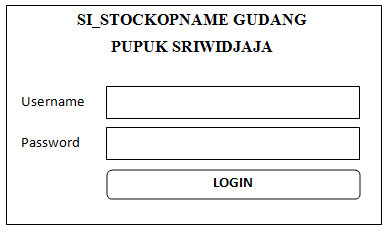 SI_STOCKOPNAME GUDANG
PUPUK SRIWIDJAJA
Username
Password
LOGIN